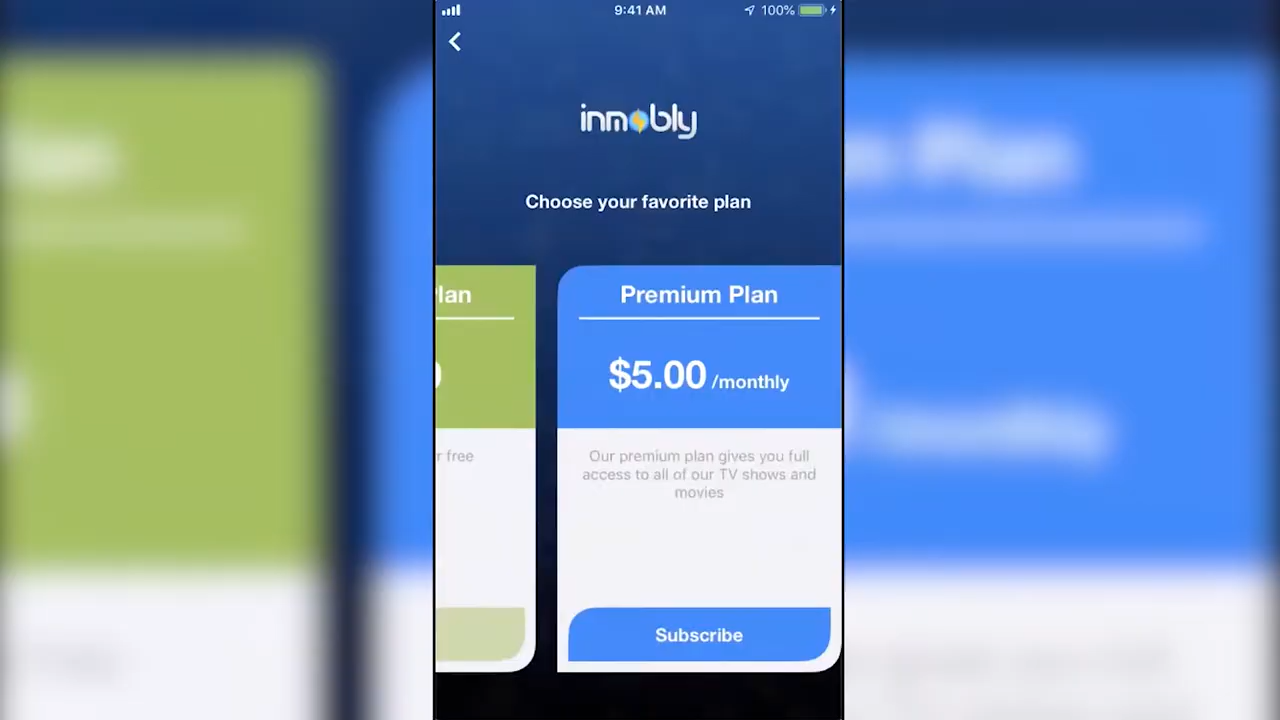 9:41 AM
100%
inmobly
Choose your favorite plan
Premium Plan
$5.00 /monthly
free
Our premium plan gives you full
access to all of our TV shows and
movies
Subscribe